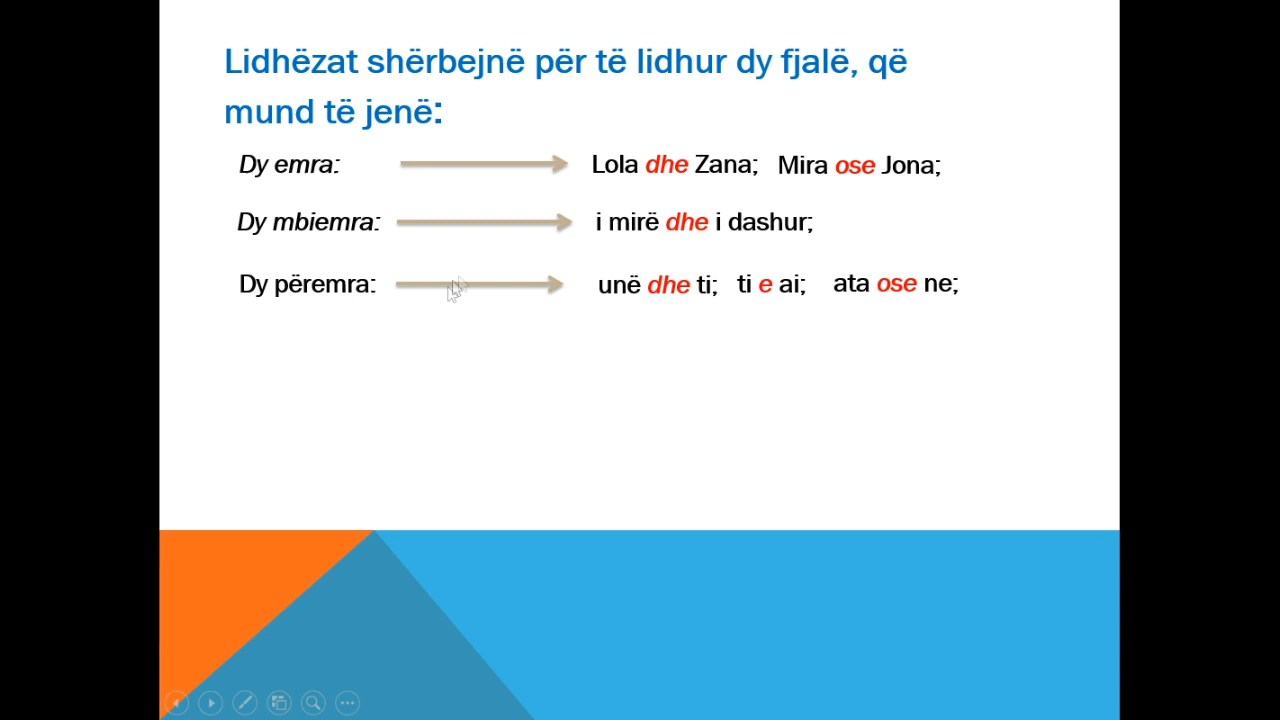 Lidhëzat shërbejnë për të lidhur dy fjalë, që
mund të jenë:
Dy emra: Lola dhe Zana; Mira ose Jona;
Dy mbiemra: i mirë dhe i dashur;
Dy përemra: unë dhe ti; ti e ai; ata ose ne;